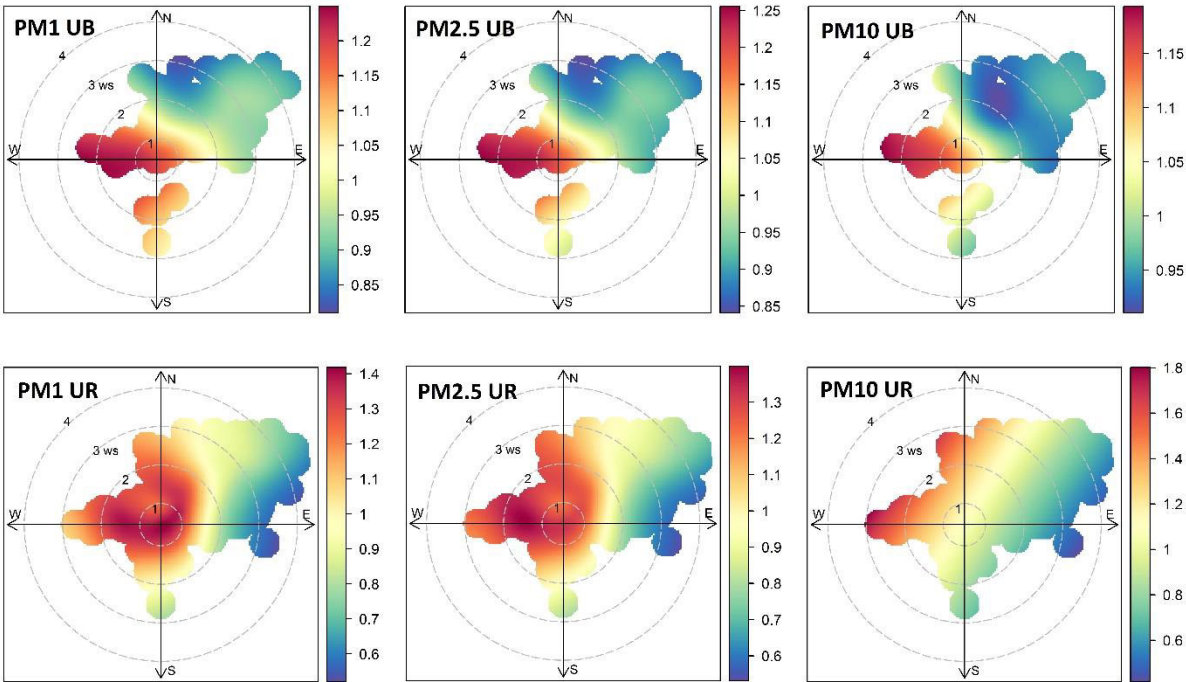 PM1 UB
N
4
3 ws
2
1
W
E
S
1.2
1.15
1.1
1.05
1
0.95
0.9
0.85
PM2.5 UB
N
4
3 ws
2
1
W
E
S
1.25
1.2
1.15
1.1
1.05
1
0.95
0.9
0.85
PM10 UB
N
4
3 ws
2
1
W
E
S
1.15
1.1
1.05
1
0.95
PM1 UR
N
4
3 ws
2
1
W
E
S
1.4
1.3
1.2
1.1
1
0.9
0.8
0.7
0.6
PM2.5 UR
N
4
3 ws
2
1
W
E
S
1.3
1.2
1.1
1
0.9
0.8
0.7
0.6
PM10 UR
N
4
3 ws
2
1
W
E
S
1.8
1.6
1.4
1.2
1
0.8
0.6